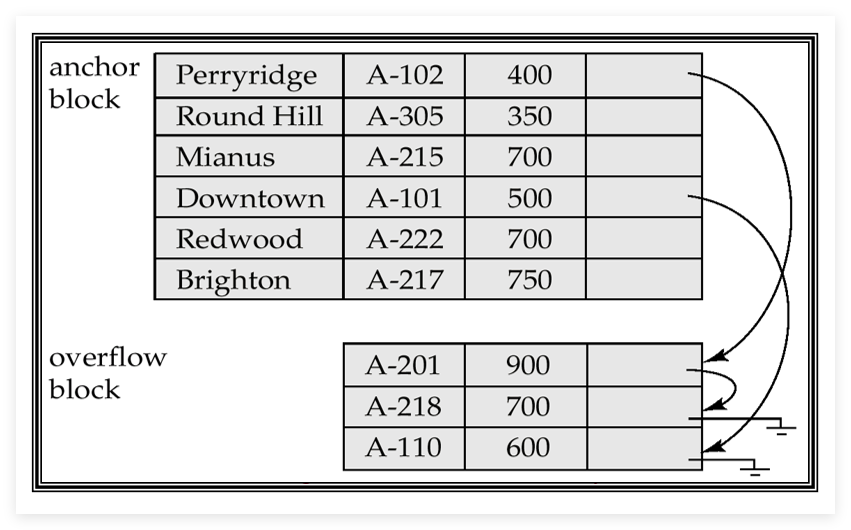 anchor
block
Perryridge A-102 400
Round Hill A-305 350
Mianus A-215 700
Downtown A-101 500
Redwood A-222 700
Brighton A-217 750
overflow
block
A-201 900
A-218 700
A-110 600